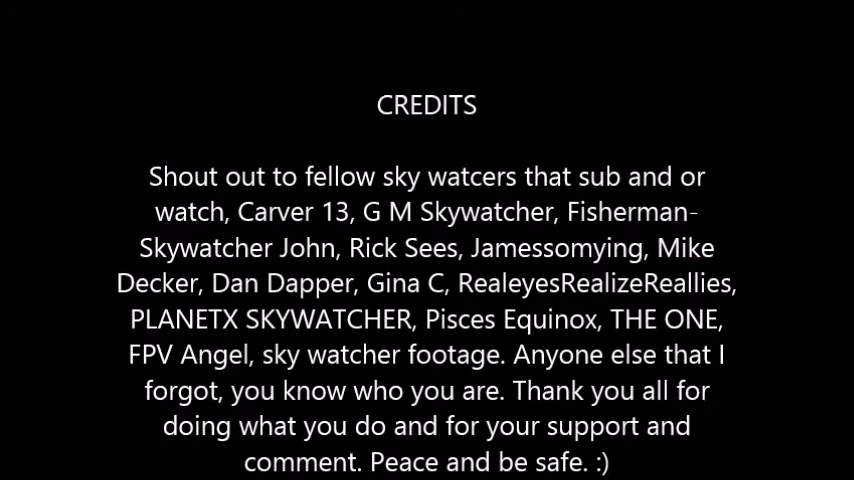 CREDITS
Shout out to fellow sky watcers that sub and or
watch, Carver 13, G M Skywatcher, Fisherman-
Skywatcher John, Rick Sees, Jamessomying, Mike
Decker, Dan Dapper, Gina C, RealeyesRealizeReallies,
PLANETX SKYWATCHER, Pisces Equinox, THE ONE,
FPV Angel, sky watcher footage. Anyone else that I
forgot, you know who you are. Thank you all for
doing what you do and for your support and
comment. Peace and be safe. :)